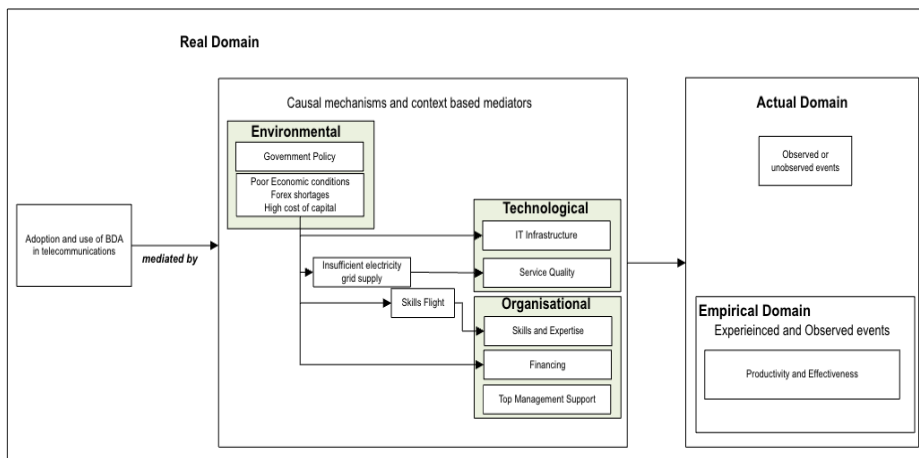 Real Domain
Causal mechanisms and context based mediators
Environmental
Government Policy
Poor Economic conditions
Forex shortages
High cost of capital
Adoption and use of BDA
in telecommunications
mediated by
Insufficient electricity
grid supply
Skills Flight
Technological
IT Infrastructure
Service Quality
Organisational
Skills and Expertise
Financing
Top Management Support
Actual Domain
Observed or
unobserved events
Empirical Domain
Experieinced and Observed events
Productivity and Effectiveness